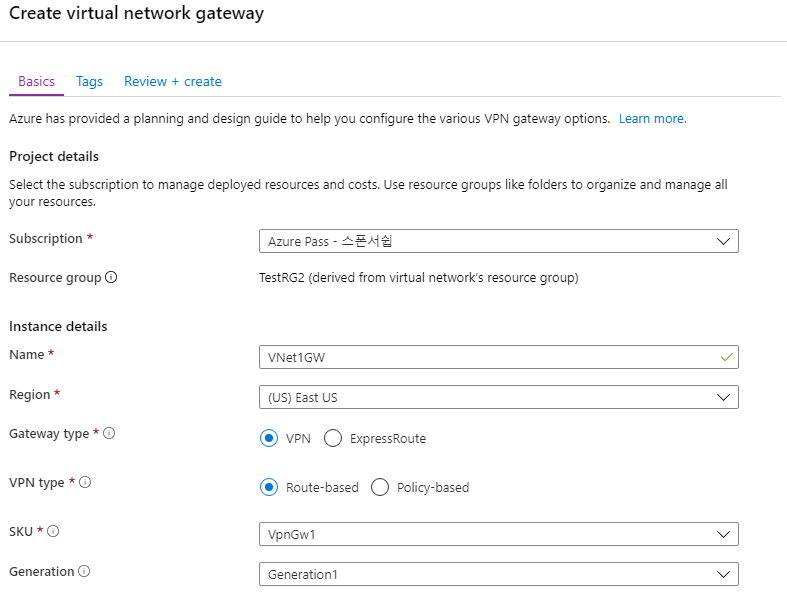 Create virtual network gateway
Basics Tags Review + create
Azure has provided a planning and design guide to help you configure the various VPN gateway options. Learn more.
Project details
Select the subscription to manage deployed resources and costs. Use resource groups like folders to organize and manage all
your resources.
Subscription * Azure Pass - 스폰서쉽
Resource group TestRG2 (derived from virtual network's resource group)
Instance details
Name * VNet1GW
Region * (US) East US
Gateway type * VPN ExpressRoute
VPN type * Route-based Policy-based
SKU * VpnGw1
Generation Generation1